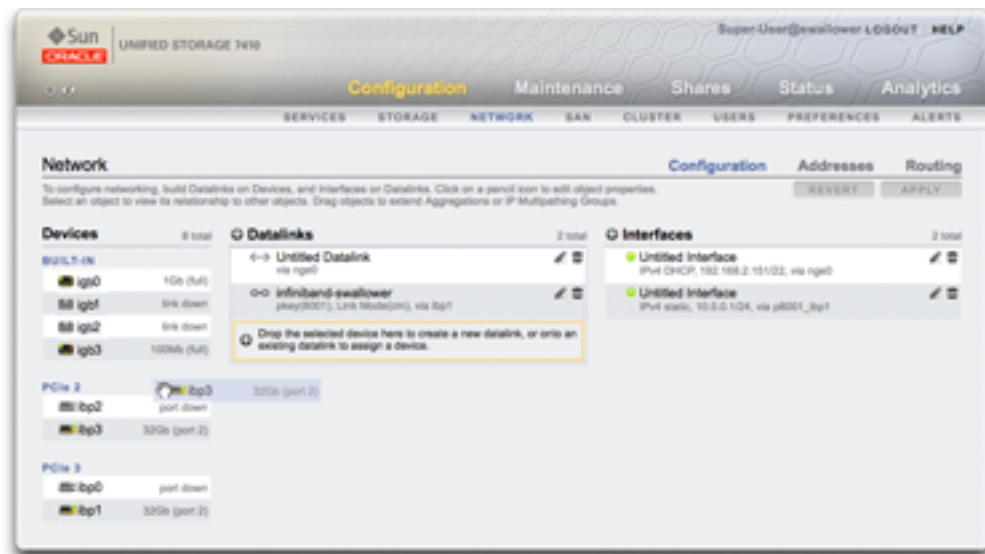 Sun
ORACLE
UNIFIED STORAGE 7410
Super-User@swallower LOGOUT HELP
Configuration Maintenance Shares Status Analytics
SERVICES STORAGE NETWORK SAN CLUSTER USERS PREFERENCES ALERTS
Network
Configuration Addresses Routing
To configure networking, build Datalinks on Devices, and Interfaces on Datalinks. Click on a pencil icon to edit object properties.
Select an object to view its relationship to other objects. Drag objects to extend Aggregations or IP Multipathing Groups.
REVERT APPLY
Devices 8 total
BUILT-IN
igb0 1Gb (full)
igb1 link down
igb2 link down
igb3 100Mb (full)
PCIe 2
ibp3 32Gb (port 2)
ibp2 port down
ibp3 32Gb (port 2)
PCIe 3
ibp0 port down
ibp1 32Gb (port 2)
Datalinks 2 total
Untitled Datalink
via nge0
infiniband-swallower
pkey(8001), Link Mode(cm), via ibp1
Drop the selected device here to create a new datalink, or onto an
existing datalink to assign a device.
Interfaces 2 total
Untitled Interface
IPv4 DHCP, 192.168.2.151/22, via nge0
Untitled Interface
IPv4 static, 10.0.0.1/24, via p8001_ibp1